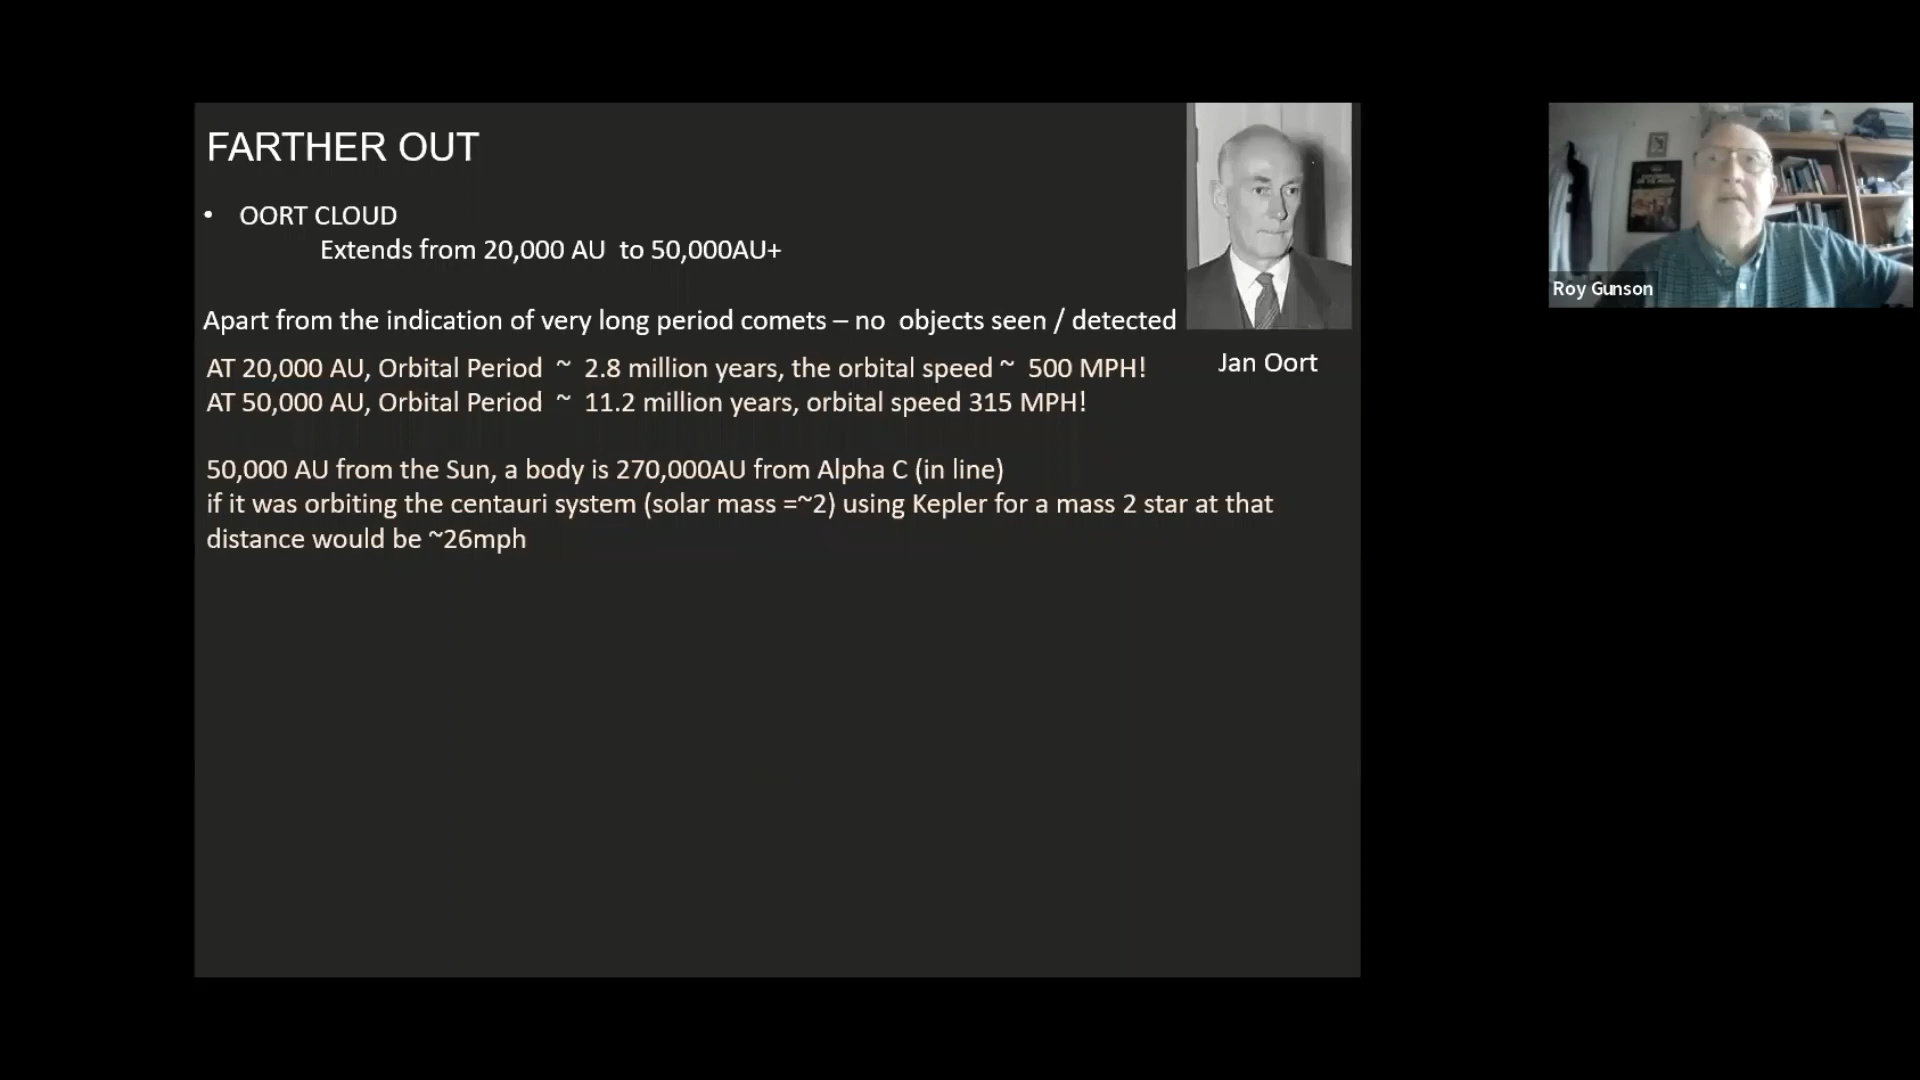 FARTHER OUT
• OORT CLOUD
Extends from 20,000 AU to 50,000AU+
Apart from the indication of very long period comets – no objects seen / detected
AT 20,000 AU, Orbital Period ~ 2.8 million years, the orbital speed ~ 500 MPH!
AT 50,000 AU, Orbital Period ~ 11.2 million years, orbital speed 315 MPH!
50,000 AU from the Sun, a body is 270,000AU from Alpha C (in line)
if it was orbiting the centauri system (solar mass =~2) using Kepler for a mass 2 star at that
distance would be ~26mph
Jan Oort
Roy Gunson